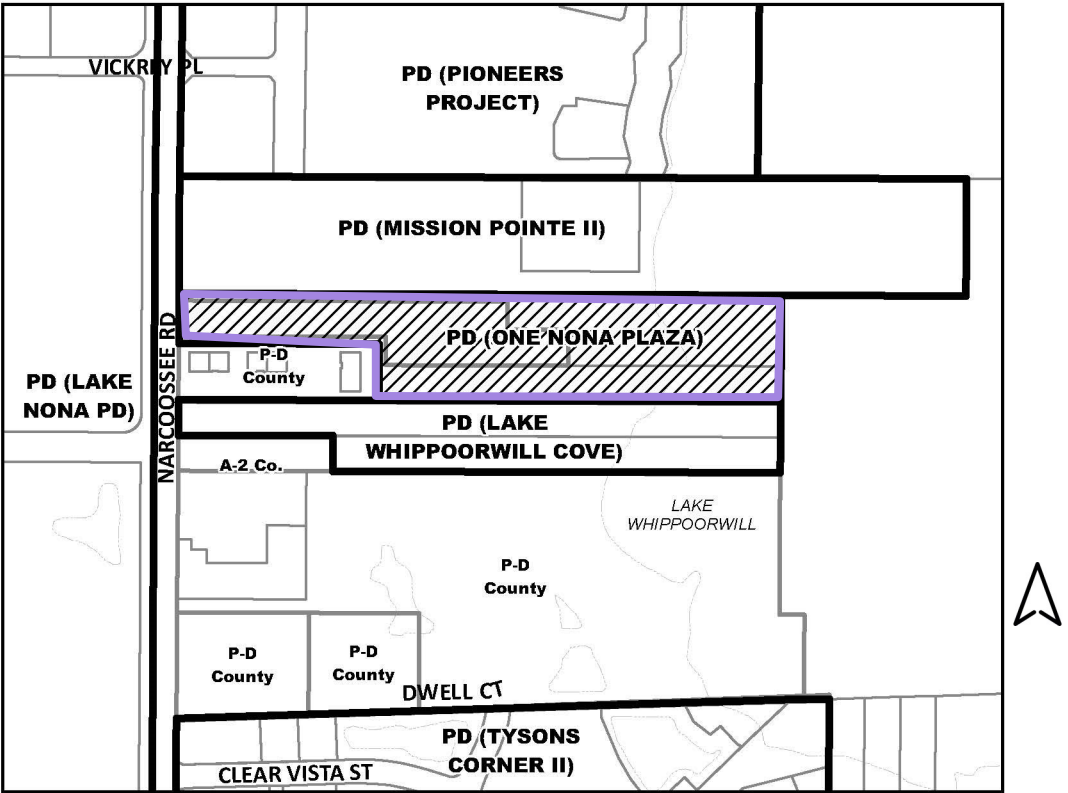 VICKREY PL
PD (PIONEERS
PROJECT)
PD (MISSION POINTE II)
PD (ONE NONA PLAZA)
NARCOOSSEE RD
P-D
County
PD (LAKE
NONA PD)
PD (LAKE
WHIPPOORWILL COVE)
A-2 Co.
LAKE
WHIPPOORWILL
P-D
County
P-D
County
P-D
County
DWELL CT
PD (TYSONS
CORNER II)
CLEAR VISTA ST